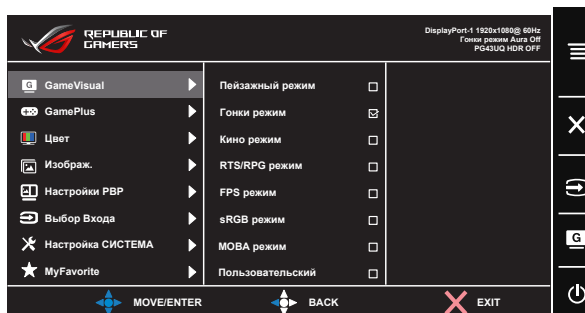 REPUBLIC OF
GAMERS
DisplayPort-1 1920x1080@ 60Hz
Гонки режим Aura Off
PG43UQ HDR OFF
G GameVisual
GamePlus
Цвет
Изображ.
Настройки PBP
Выбор Входа
Настройка СИСТЕМА
MyFavorite
Пейзажный режим
Гонки режим
Кино режим
RTS/RPG режим
FPS режим
sRGB режим
MOBA режим
Пользовательский
MOVE/ENTER
BACK
EXIT
G